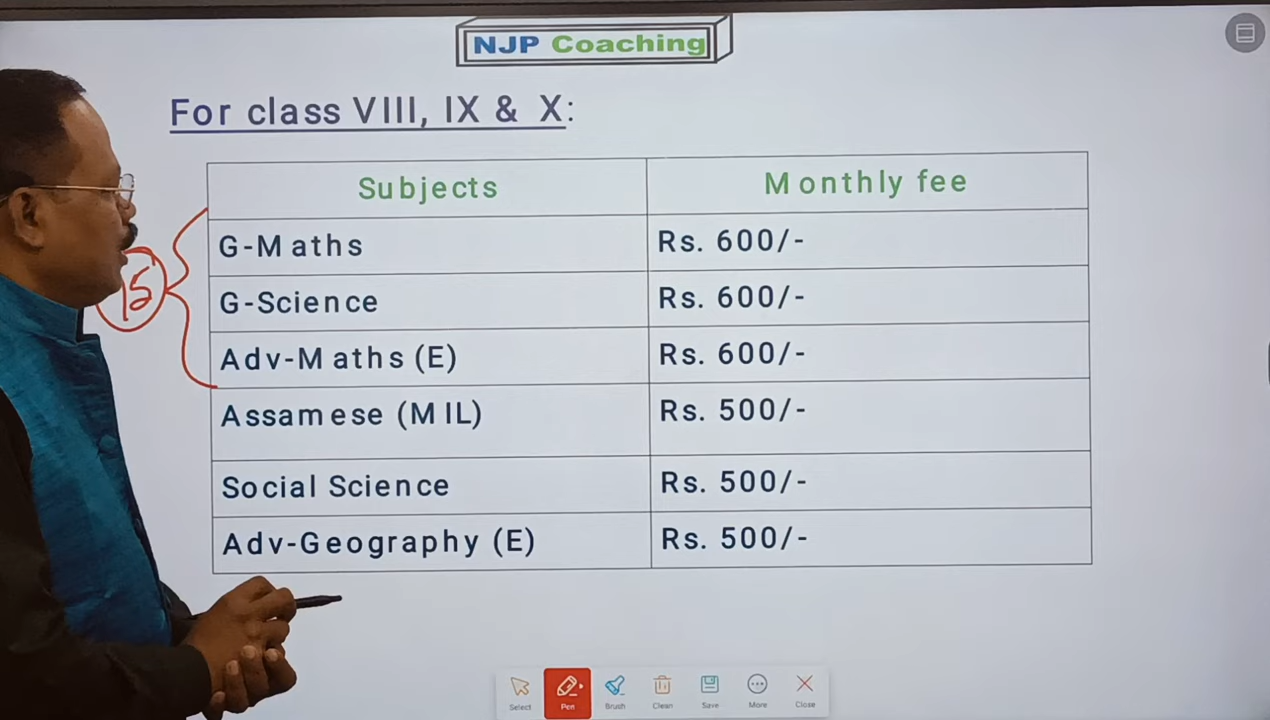 NJP Coaching
For class VIII, IX & X:
Subjects Monthly fee
G-Maths Rs. 600/-
G-Science Rs. 600/-
Adv-Maths (E) Rs. 600/-
15
Assamese (MIL) Rs. 500/-
Social Science Rs. 500/-
Adv-Geography (E) Rs. 500/-
Select Pen Brush Clean Save More Close